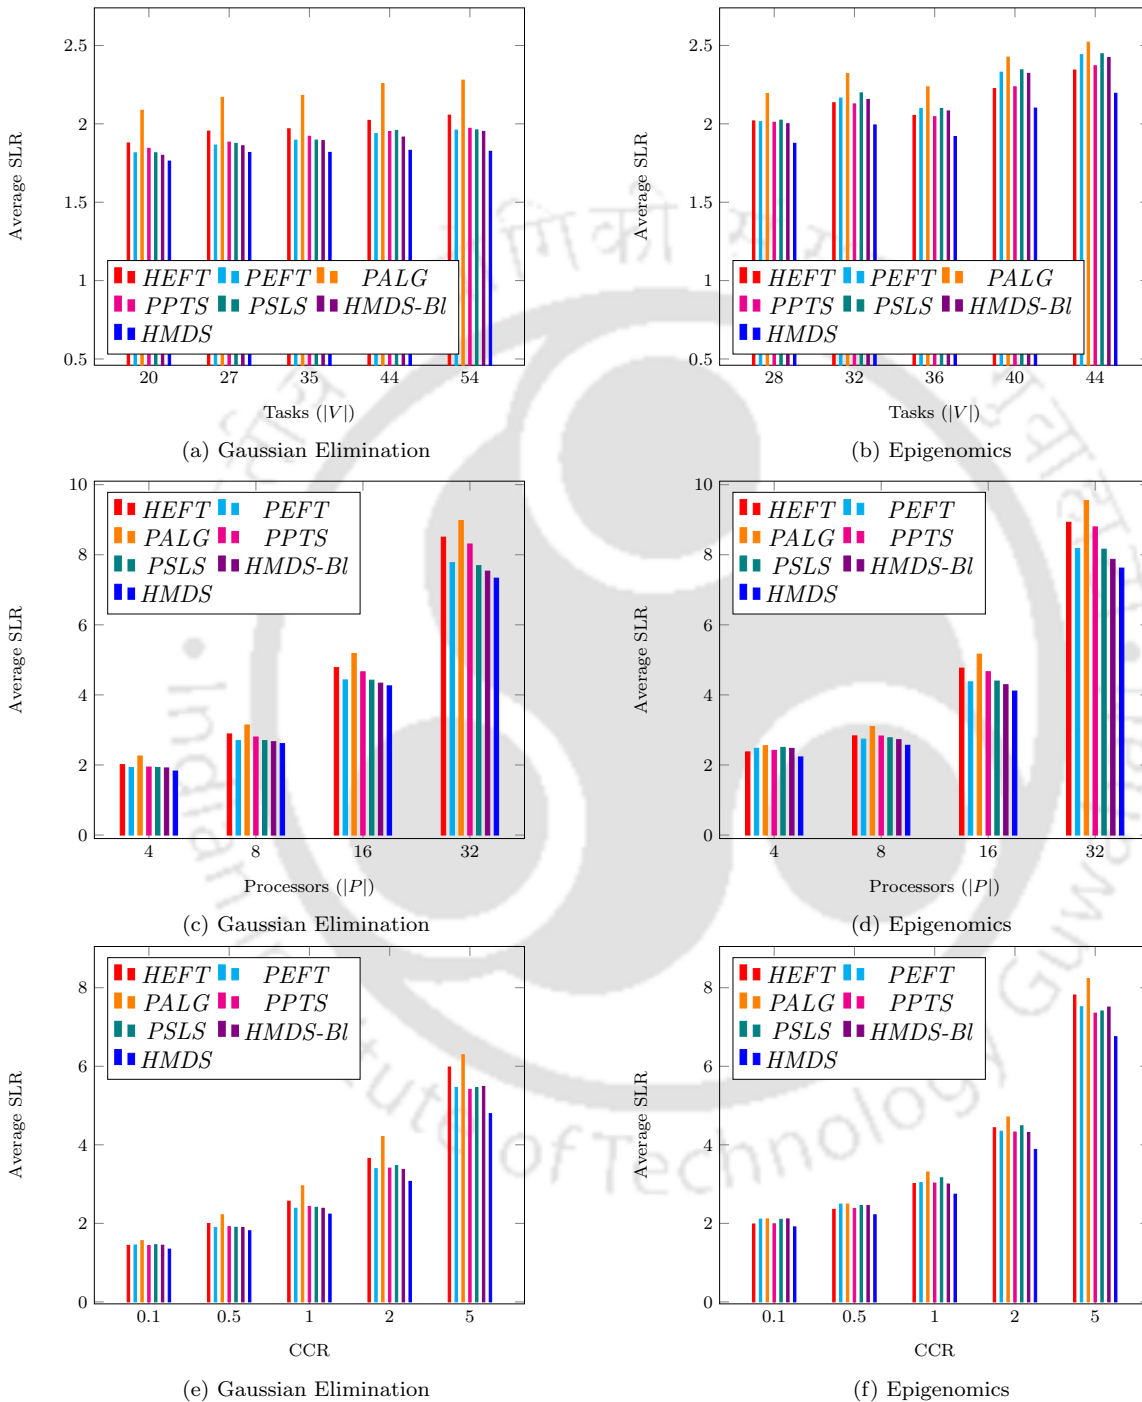 2.5
2
1.5
1
0.5
Average SLR
HEFT PEFT PALG
PPTS PSLS HMDS-Bl
HMDS
20 27 35 44 54
Tasks (|V|)
(a) Gaussian Elimination
2.5
2
1.5
1
0.5
Average SLR
HEFT PEFT PALG
PPTS PSLS HMDS-Bl
HMDS
28 32 36 40 44
Tasks (|V|)
(b) Epigenomics
10
8
6
4
2
0
Average SLR
HEFT PEFT
PALG PPTS
PSLS HMDS-Bl
HMDS
4 8 16 32
Processors (|P|)
(c) Gaussian Elimination
10
8
6
4
2
0
Average SLR
HEFT PEFT
PALG PPTS
PSLS HMDS-Bl
HMDS
4 8 16 32
Processors (|P|)
(d) Epigenomics
8
6
4
2
0
Average SLR
HEFT PEFT
PALG PPTS
PSLS HMDS-Bl
HMDS
0.1 0.5 1 2 5
CCR
(e) Gaussian Elimination
8
6
4
2
0
Average SLR
HEFT PEFT
PALG PPTS
PSLS HMDS-Bl
HMDS
0.1 0.5 1 2 5
CCR
(f) Epigenomics
Indian Institute of Technology